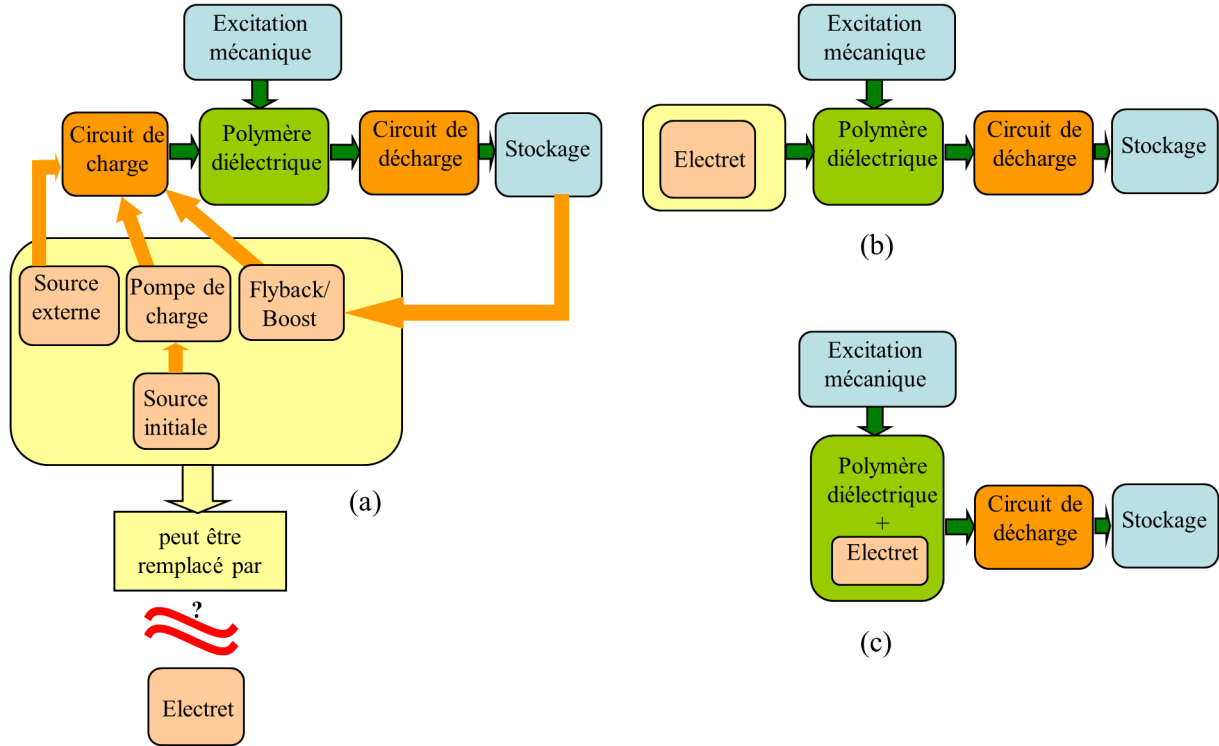 Excitation
mécanique
Circuit de
charge
Polymère
diélectrique
Circuit de
décharge
Stockage
Source
externe
Pompe de
charge
Flyback/
Boost
Source
initiale
(a)
peut être
remplacé par
?
Electret
Excitation
mécanique
Electret
Polymère
diélectrique
Circuit de
décharge
Stockage
(b)
Excitation
mécanique
Polymère
diélectrique
+
Electret
Circuit de
décharge
Stockage
(c)